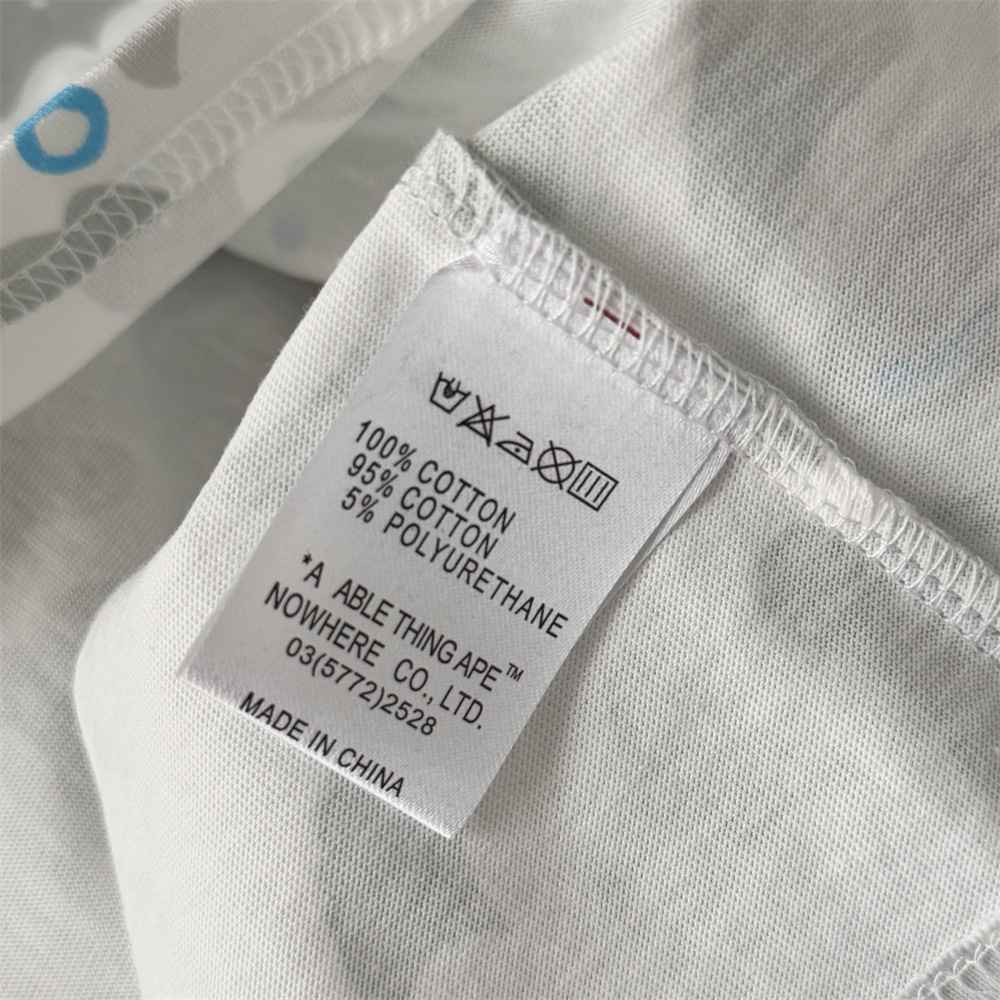 100% COTTON
95% COTTON
5% POLYURETHANE
*A ABLE THING APE™
NOWHERE CO., LTD.
03(5772)2528
MADE IN CHINA